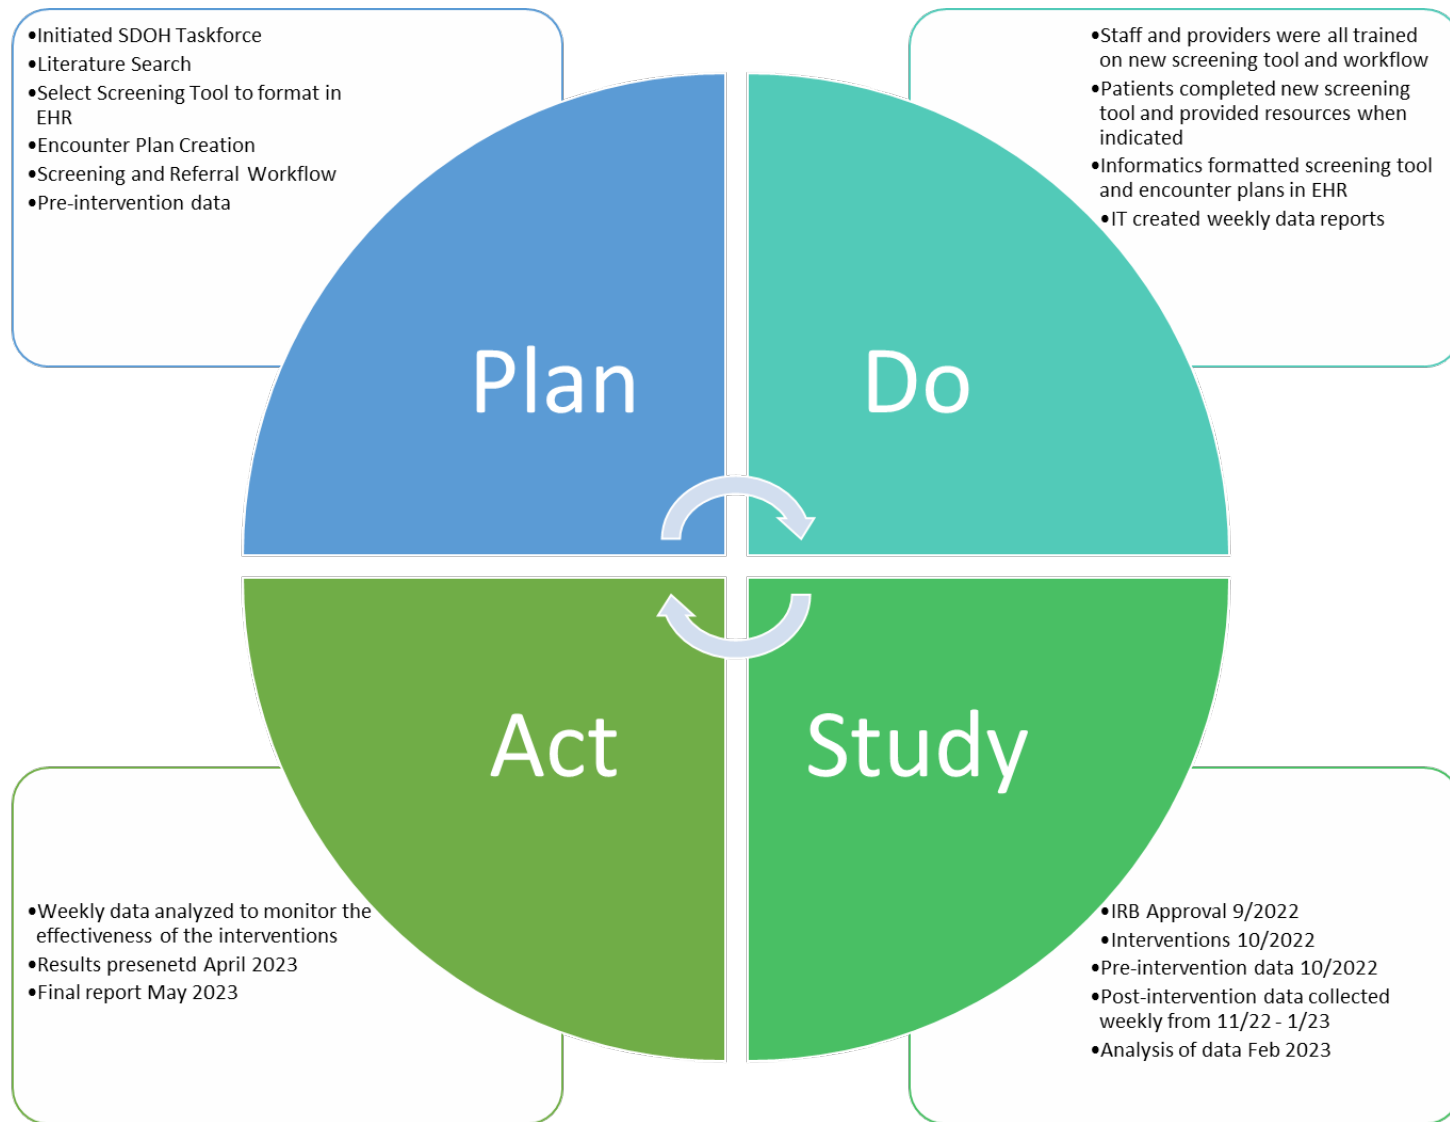 •Initiated SDOH Taskforce
•Literature Search
•Select Screening Tool to format in
EHR
•Encounter Plan Creation
•Screening and Referral Workflow
•Pre-intervention data
•Staff and providers were all trained
on new screening tool and workflow
•Patients completed new screening
tool and provided resources when
indicated
•Informatics formatted screening tool
and encounter plans in EHR
•IT created weekly data reports
Plan
Do
Act
Study
•Weekly data analyzed to monitor the
effectiveness of the interventions
•Results presenetd April 2023
•Final report May 2023
•IRB Approval 9/2022
•Interventions 10/2022
•Pre-intervention data 10/2022
•Post-intervention data collected
weekly from 11/22 - 1/23
•Analysis of data Feb 2023